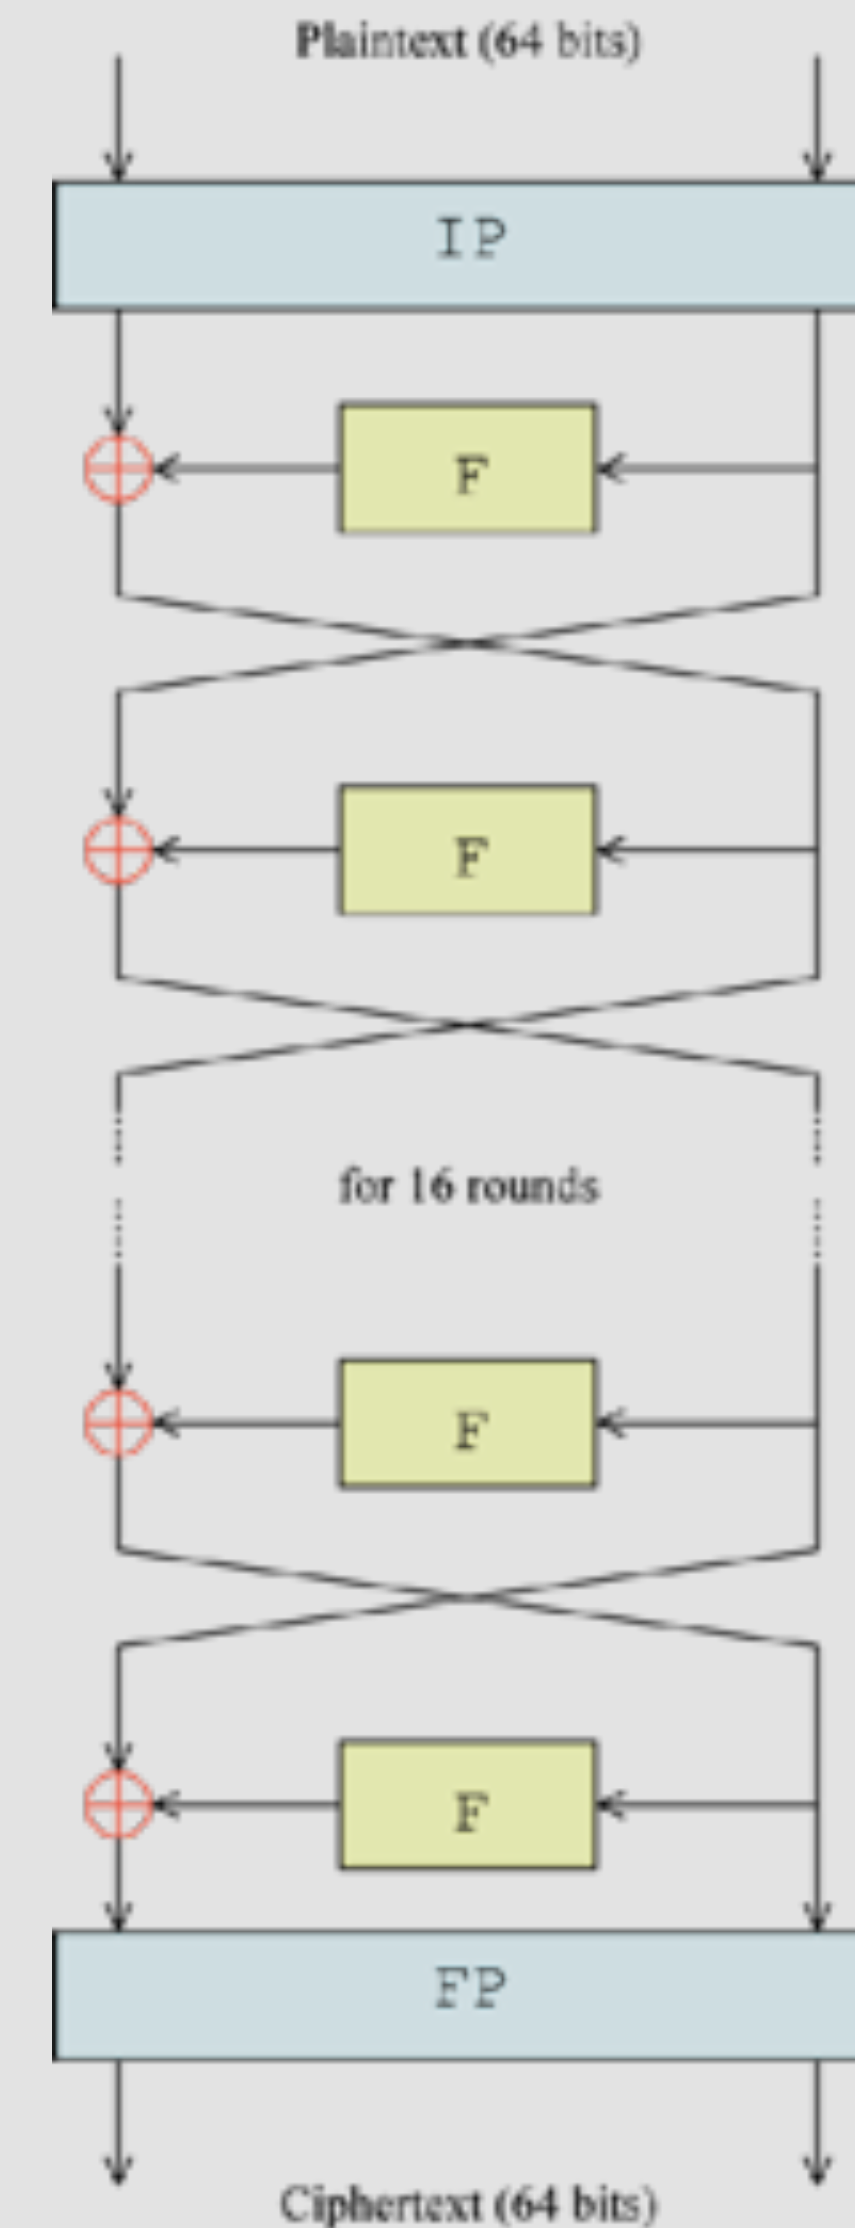 Plaintext (64 bits)
IP
F
F
for 16 rounds
F
F
FP
Ciphertext (64 bits)